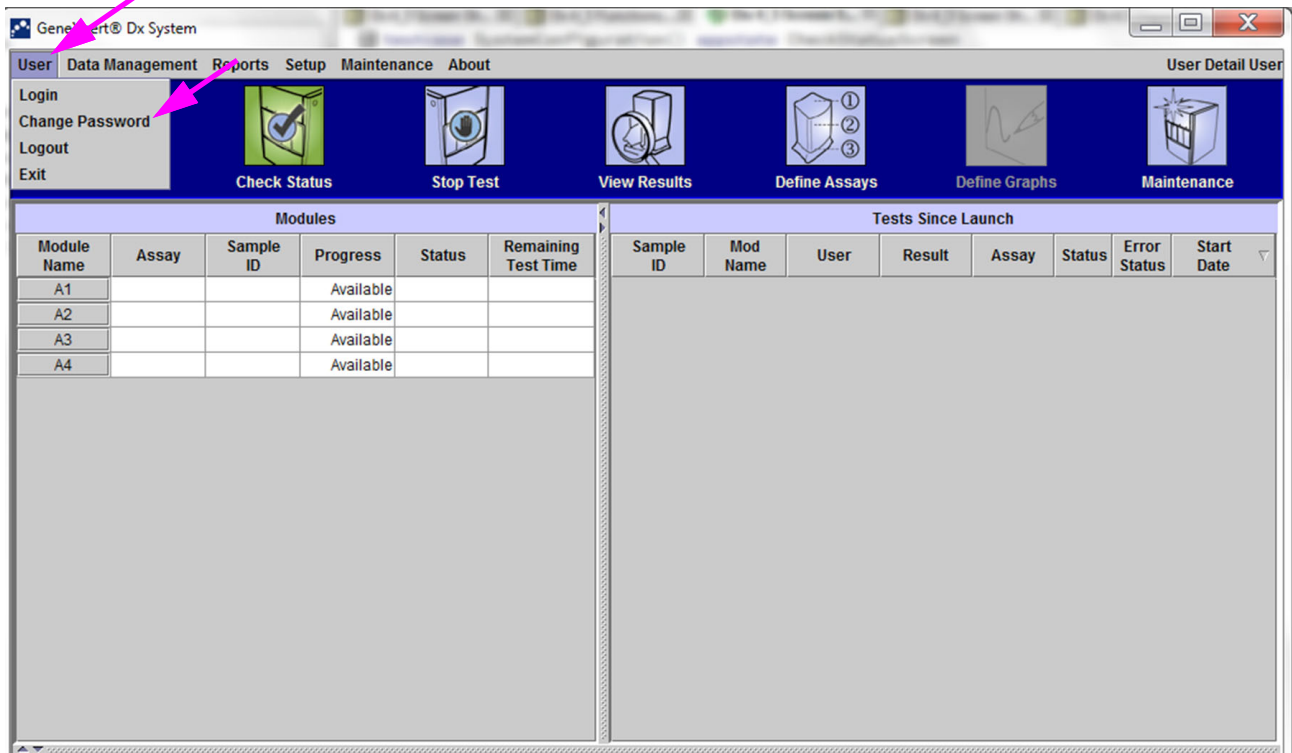 GeneXpert® Dx System
User Data Management Reports Setup Maintenance About User Detail User
Login
Change Password
Logout
Exit
Check Status Stop Test View Results Define Assays Define Graphs Maintenance
① ② ③
Modules Tests Since Launch
Module Name Assay Sample ID Progress Status Remaining Test Time Sample ID Mod Name User Result Assay Status Error Status Start Date
A1 Available
A2 Available
A3 Available
A4 Available